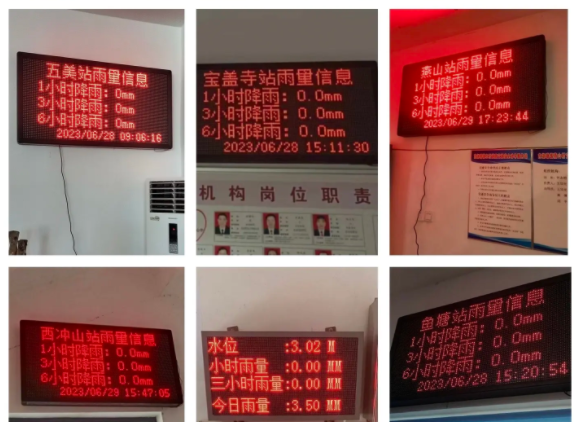 五美站雨量信息
1小时降雨: 0mm
3小时降雨: 0mm
6小时降雨: 0mm
2023/06/28 09:06:16
宝善寺站雨量信息
1小时降雨: 0.0mm
3小时降雨: 0.0mm
6小时降雨: 0.0mm
2023/06/28 15:11:30
机构岗位职责
燕山站雨量信息
1小时降雨: 0.0mm
3小时降雨: 0.0mm
6小时降雨: 0.0mm
2023/06/29 17:23:44
西冲山站雨量信息
1小时降雨: 0.0mm
3小时降雨: 0.0mm
6小时降雨: 0.0mm
2023/06/29 15:47:05
水位 :3.02 M
小时雨量 :0.00 MM
三小时雨量:0.00 MM
今日雨量 :3.50 MM
鱼塘站雨量信息
1小时降雨: 0.0mm
3小时降雨: 0.0mm
6小时降雨: 0.0mm
2023/06/28 15:20:54